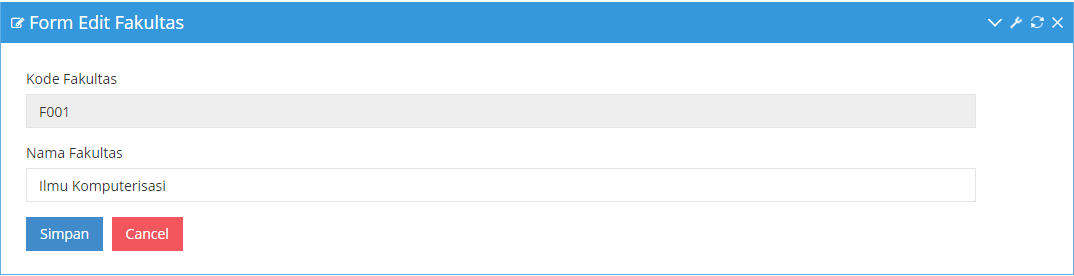 Form Edit Fakultas
Kode Fakultas
F001
Nama Fakultas
Ilmu Komputerisasi
Simpan Cancel